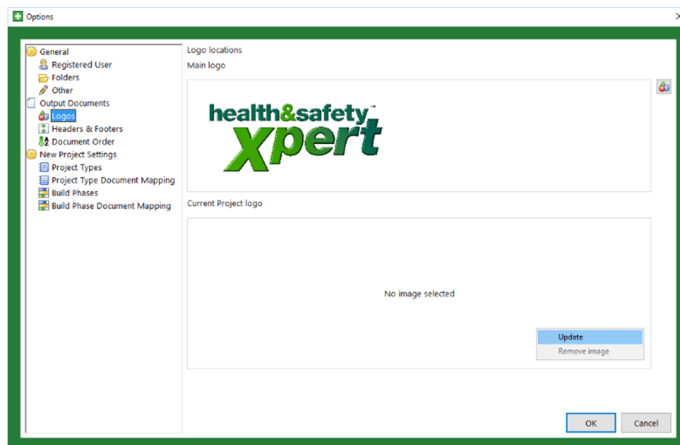 Options
General
Registered User
Folders
Other
Output Documents
Logos
Headers & Footers
Document Order
New Project Settings
Project Types
Project Type Document Mapping
Build Phases
Build Phase Document Mapping
Logo locations
Main logo
health&safety™
xpert
Current Project logo
No image selected
Update
Remove image
OK
Cancel